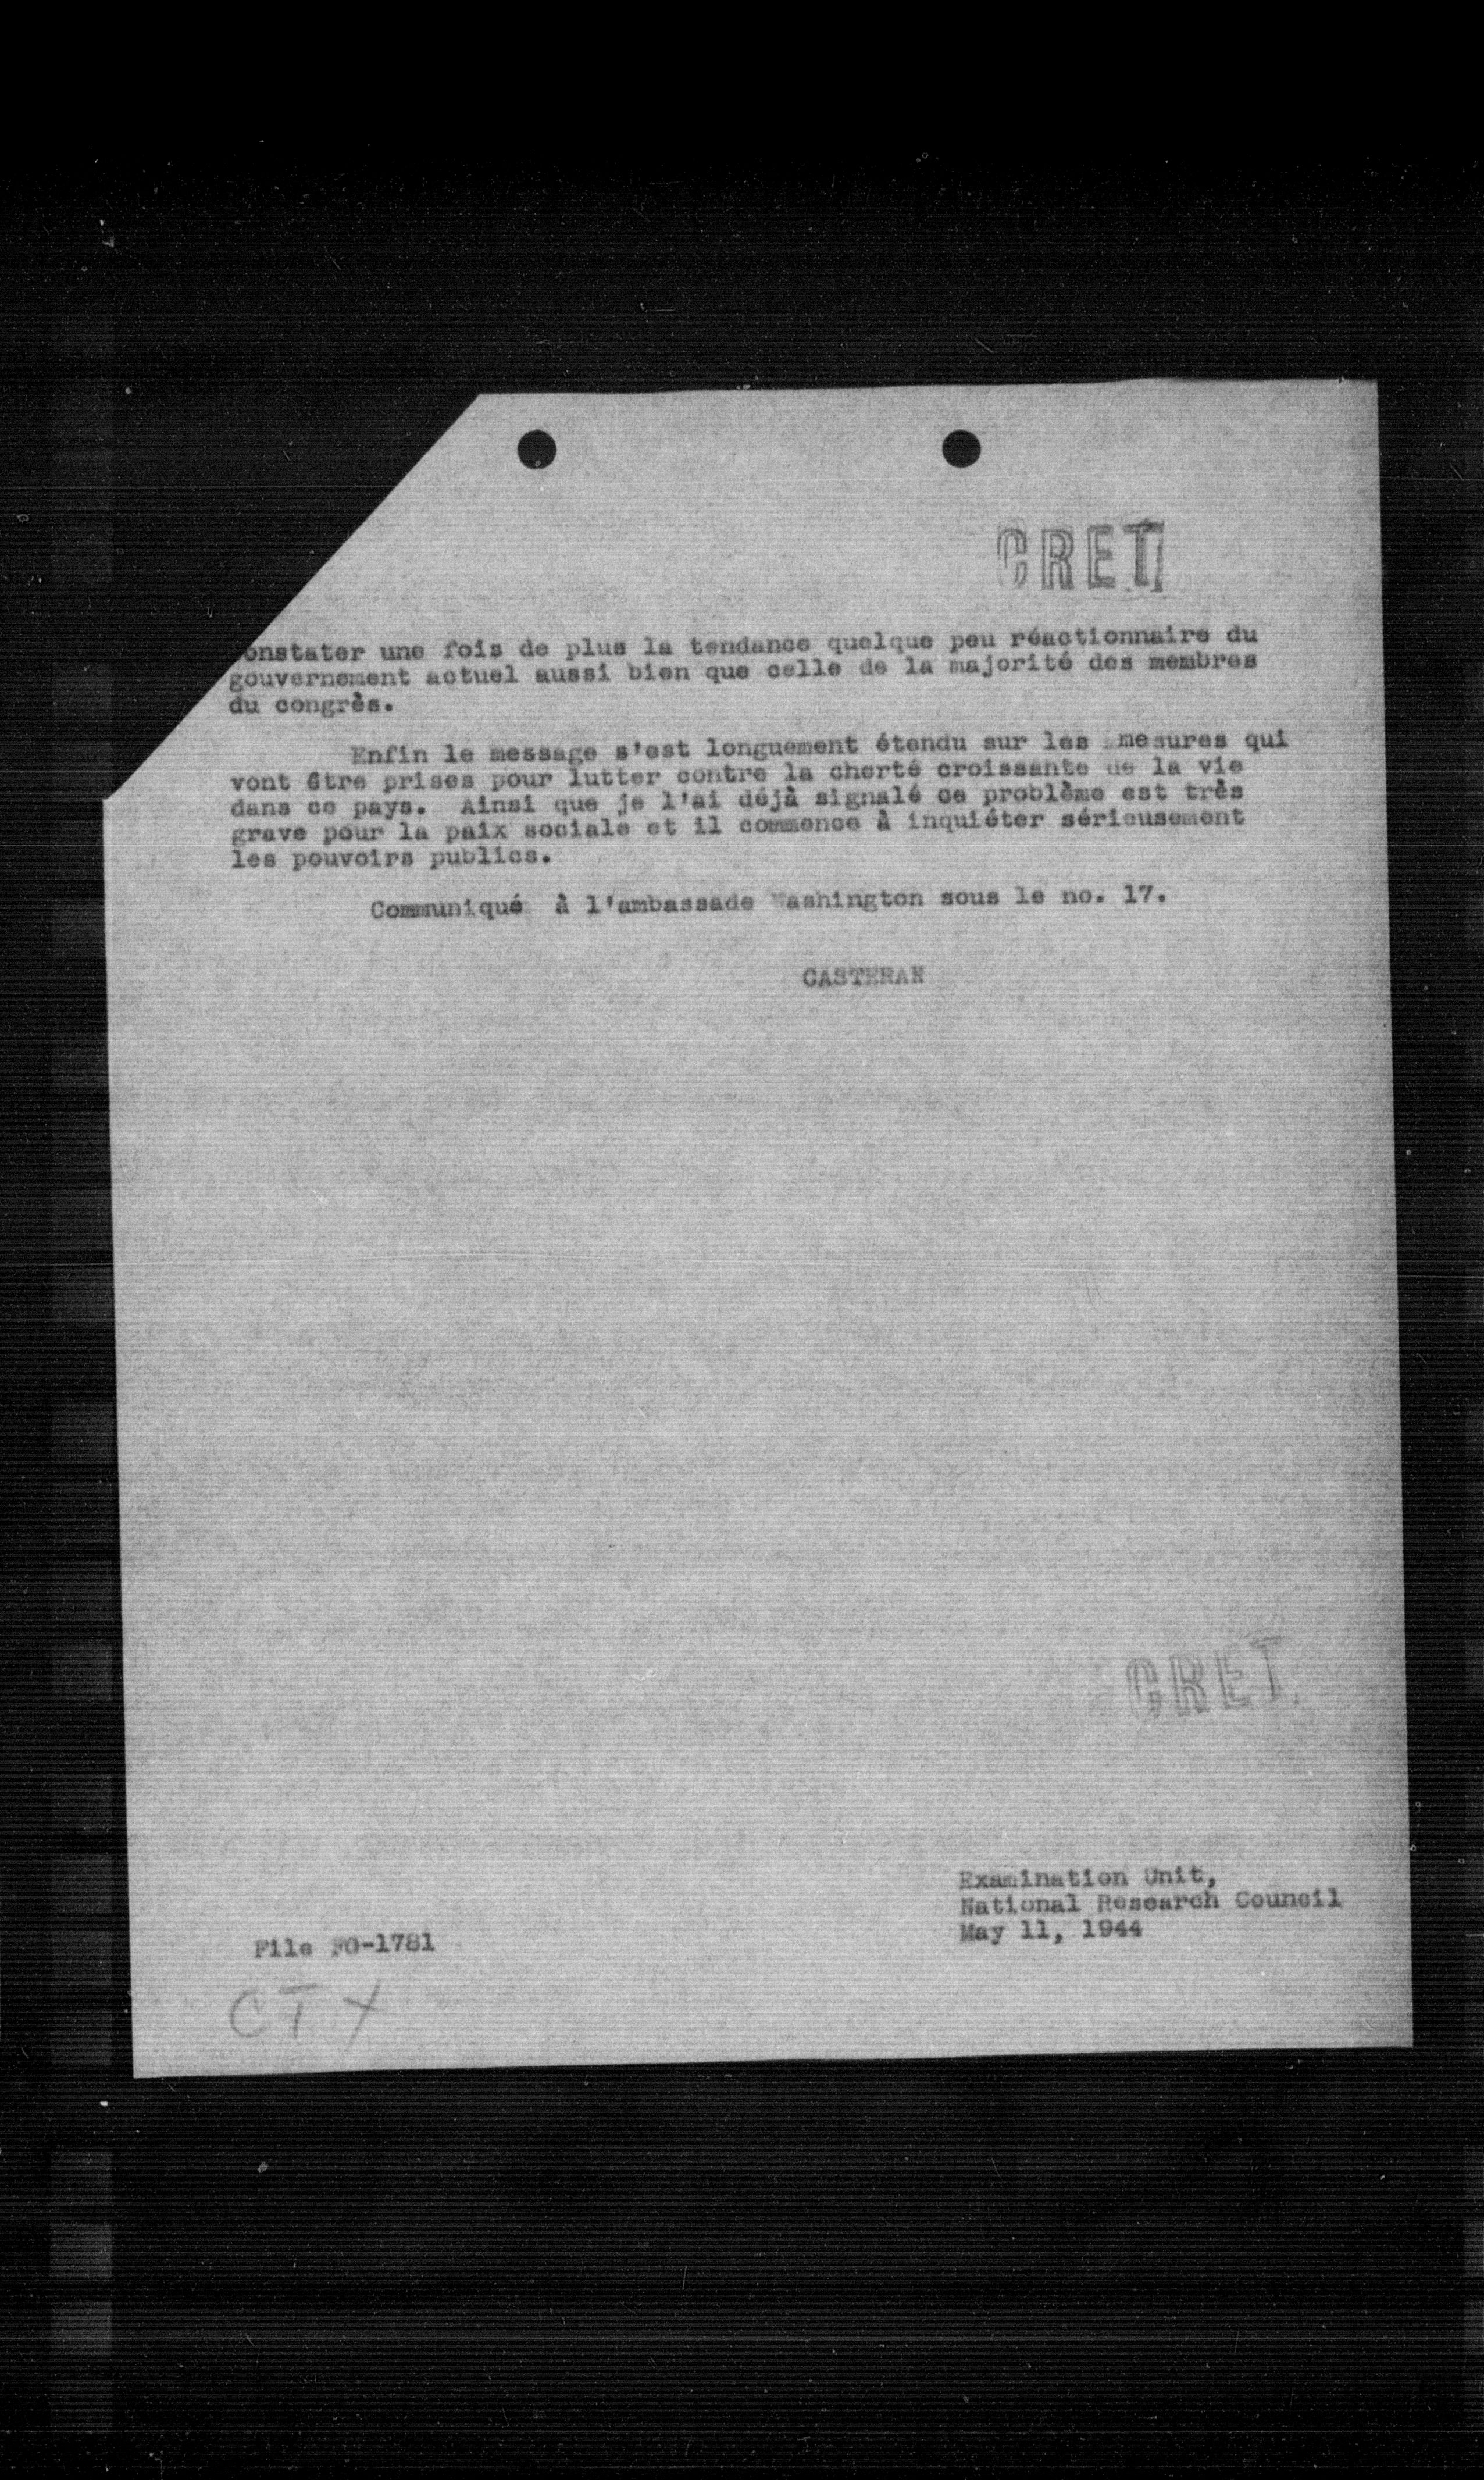 CRET
onstater une fois de plus la tendance quelque peu réactionnaire du
gouvernement actuel aussi bien que celle de la majorité des membres
du congrès.
Enfin le message s'est longuement étendu sur les mesures qui
vont être prises pour lutter contre la cherté croissante de la vie
dans ce pays. Ainsi que je l'ai déjà signalé ce problème est très
grave pour la paix sociale et il commence à inquiéter sérieusement
les pouvoirs publics.
Communiqué à l'ambassade Washington sous le no. 17.
CASTERAN
CRET
Examination Unit,
National Research Council
May 11, 1944
File FG-1781
CTX